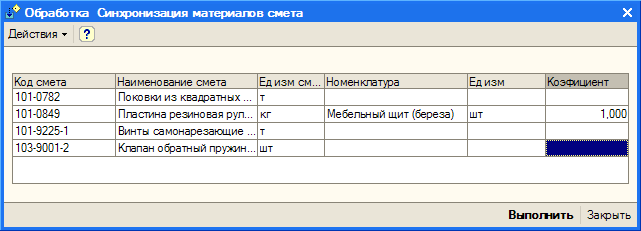 Обработка Синхронизация материалов смета
Действия
Код смета Наименование смета Ед изм см... Номенклатура Ед изм Коэфициент
101-0782 Поковки из квадратных ... т
101-0849 Пластина резиновая рул... кг Мебельный щит (береза) шт 1,000
101-9225-1 Винты самонарезающие ... т
103-9001-2 Клапан обратный пружин... шт
Выполнить Закрыть